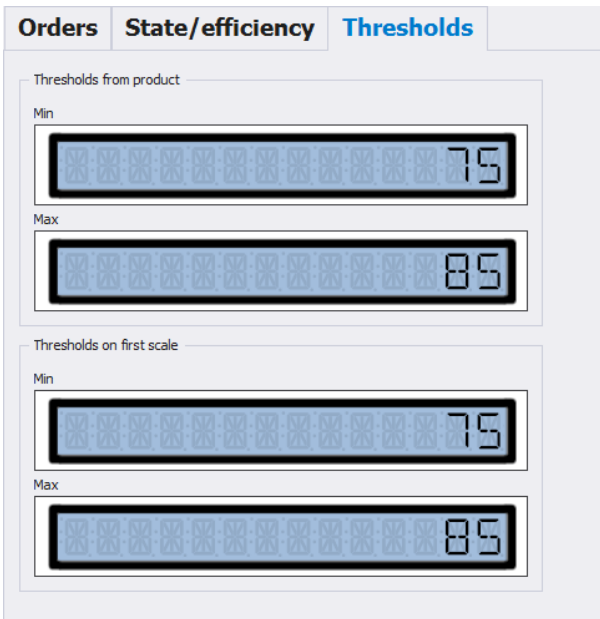 Orders State/efficiency Thresholds
Thresholds from product
Min
75
Max
85
Thresholds on first scale
Min
75
Max
85